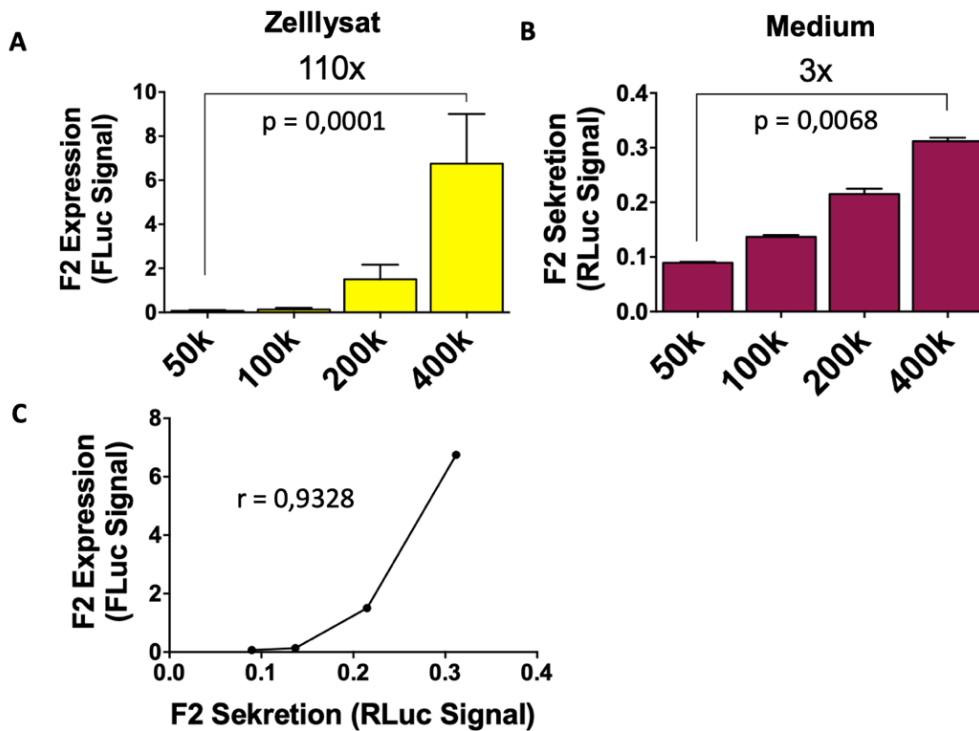 A
Zelllysat
110x
p = 0,0001
F2 Expression
(FLuc Signal)
10
8
6
4
2
0
50k
100k
200k
400k
B
Medium
3x
p = 0,0068
F2 Sekretion
(RLuc Signal)
0.4
0.3
0.2
0.1
0.0
50k
100k
200k
400k
C
r = 0,9328
F2 Expression
(FLuc Signal)
8
6
4
2
0
0.0
0.1
0.2
0.3
0.4
F2 Sekretion (RLuc Signal)